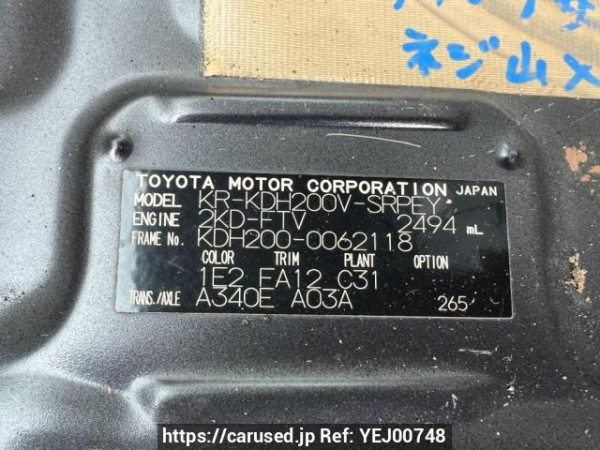 ネジ山×
TOYOTA MOTOR CORPORATION JAPAN
MODEL KR-KDH200V-SRPEY
ENGINE 2KD-FTV 2494 mL
FRAME No. KDH200-0062118
COLOR TRIM PLANT OPTION
1E2 FA12 C31
TRANS./AXLE A340E A03A 265
https://carused.jp Ref: YEJ00748